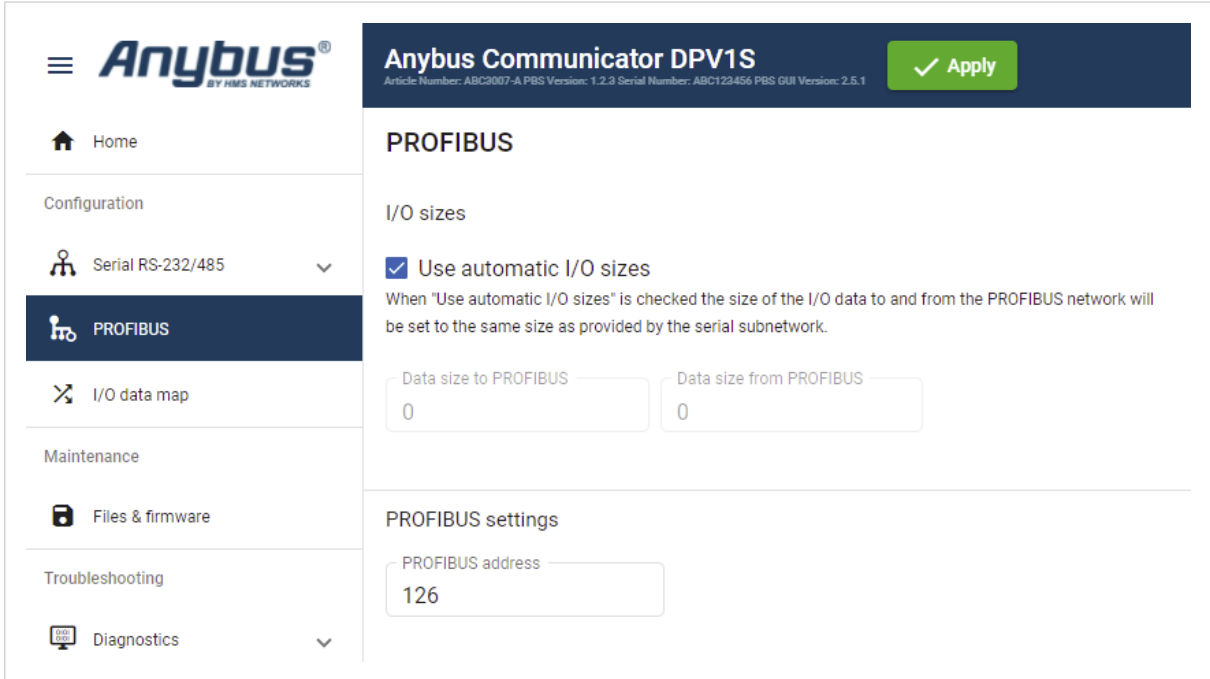 Anybus®
BY HMS NETWORKS
Anybus Communicator DPV1S
Article Number: ABC3007-A PBS Version: 1.2.3 Serial Number: ABC123456 PBS GUI Version: 2.5.1
Apply
Home
Configuration
Serial RS-232/485
PROFIBUS
I/O data map
Maintenance
Files & firmware
Troubleshooting
Diagnostics
PROFIBUS
I/O sizes
Use automatic I/O sizes
When "Use automatic I/O sizes" is checked the size of the I/O data to and from the PROFIBUS network will
be set to the same size as provided by the serial subnetwork.
Data size to PROFIBUS
0
Data size from PROFIBUS
0
PROFIBUS settings
PROFIBUS address
126